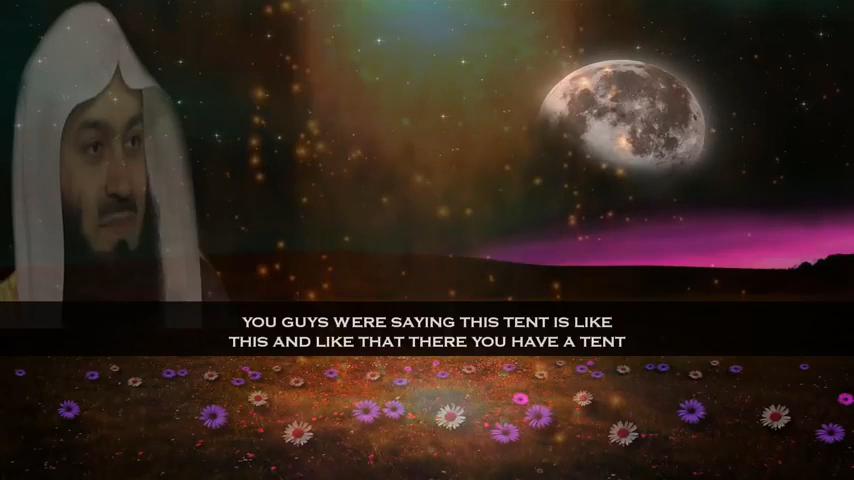 YOU GUYS WERE SAYING THIS TENT IS LIKE
THIS AND LIKE THAT THERE YOU HAVE A TENT